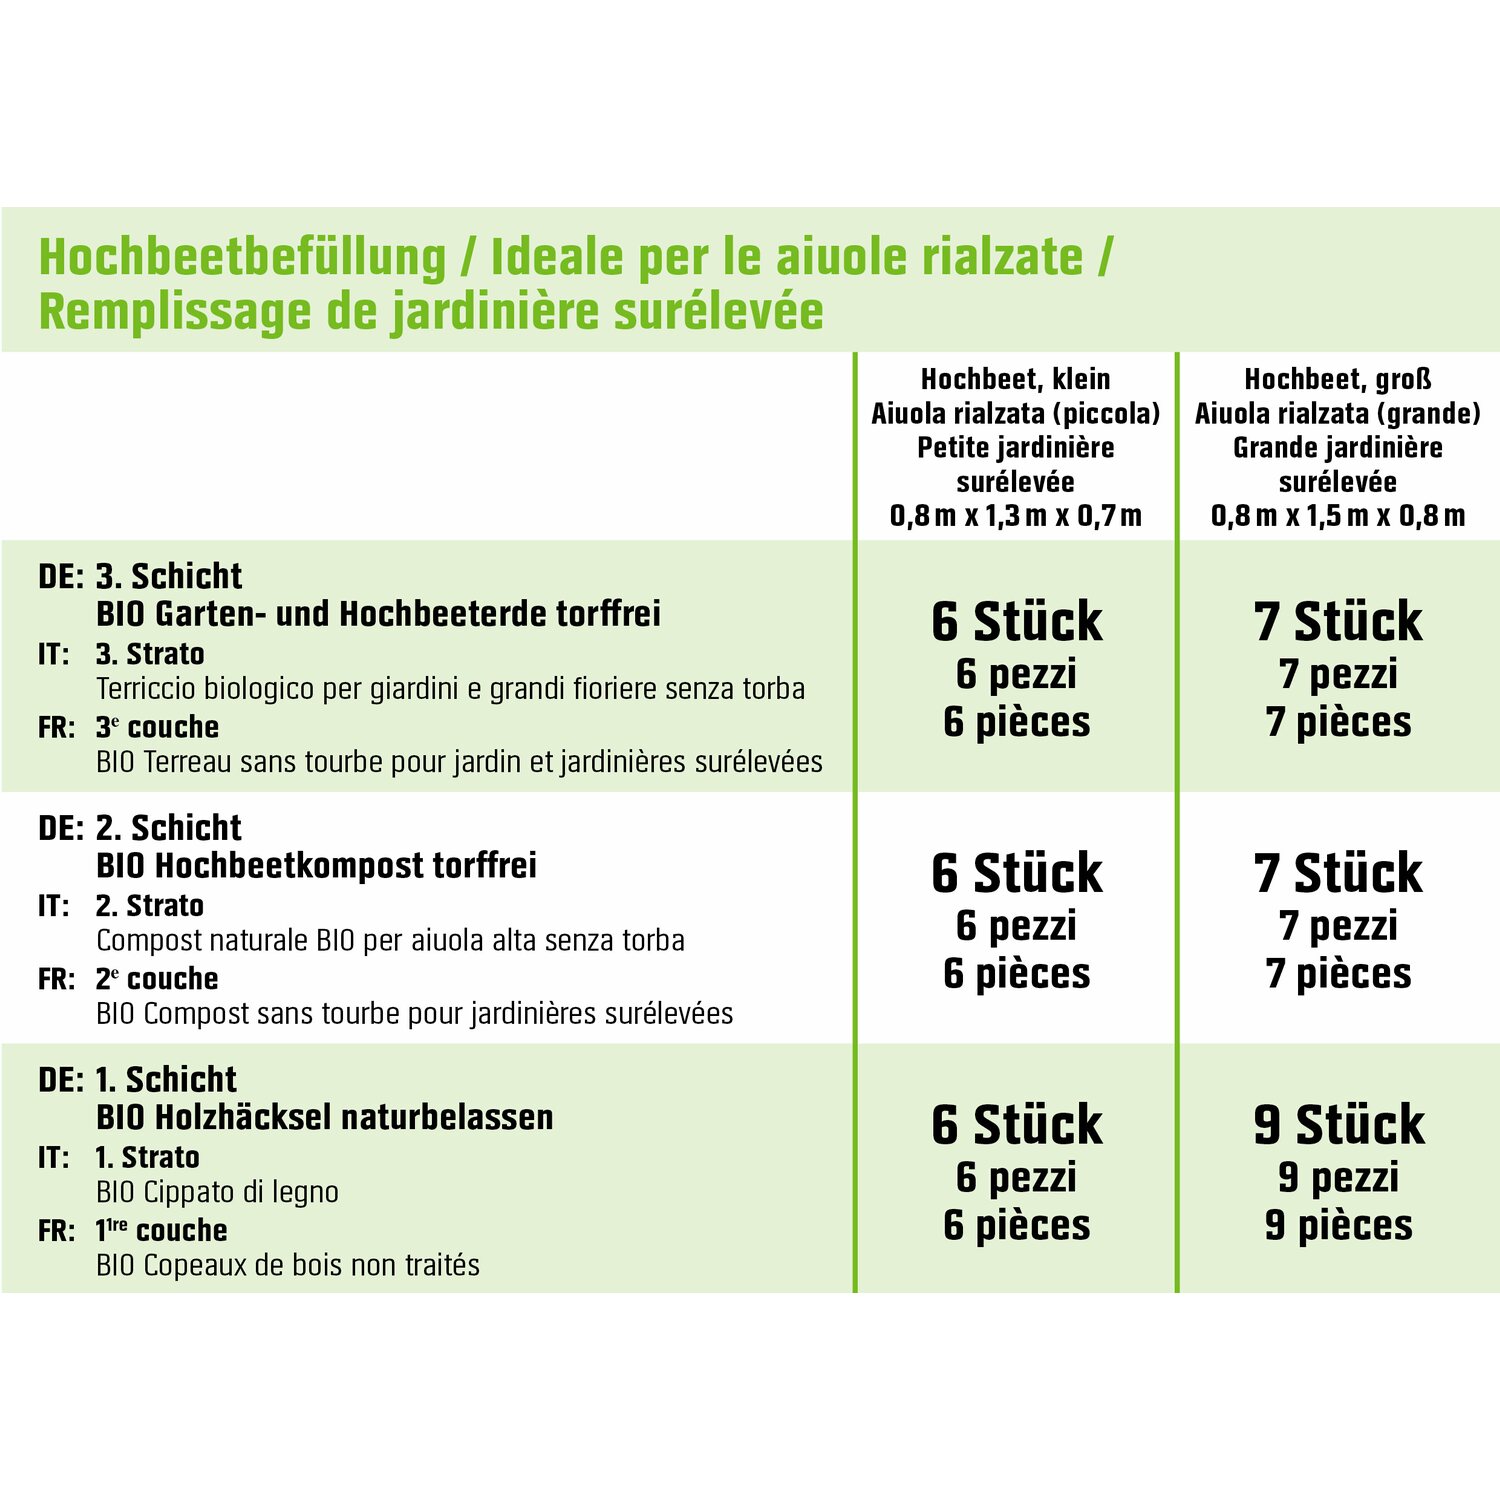 Hochbeetbefüllung / Ideale per le aiuole rialzate /
Remplissage de jardinière surélevée
Hochbeet, klein
Aiuola rialzata (piccola)
Petite jardinière
surélevée
0,8 m x 1,3 m x 0,7 m
Hochbeet, groß
Aiuola rialzata (grande)
Grande jardinière
surélevée
0,8 m x 1,5 m x 0,8 m
DE: 3. Schicht
BIO Garten- und Hochbeeterde torffrei
IT: 3. Strato
Terriccio biologico per giardini e grandi fioriere senza torba
FR: 3e couche
BIO Terreau sans tourbe pour jardin et jardinières surélevées
6 Stück
6 pezzi
6 pièces
7 Stück
7 pezzi
7 pièces
DE: 2. Schicht
BIO Hochbeetkompost torffrei
IT: 2. Strato
Compost naturale BIO per aiuola alta senza torba
FR: 2e couche
BIO Compost sans tourbe pour jardinières surélevées
6 Stück
6 pezzi
6 pièces
7 Stück
7 pezzi
7 pièces
DE: 1. Schicht
BIO Holzhäcksel naturbelassen
IT: 1. Strato
BIO Cippato di legno
FR: 11re couche
BIO Copeaux de bois non traités
6 Stück
6 pezzi
6 pièces
9 Stück
9 pezzi
9 pièces